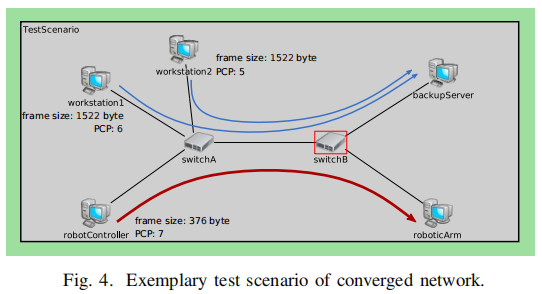 TestScenario
workstation2
frame size: 1522 byte
PCP: 5
workstation1
frame size: 1522 byte
PCP: 6
backupServer
switchA
switchB
robotController
frame size: 376 byte
PCP: 7
roboticArm
Fig. 4. Exemplary test scenario of converged network.